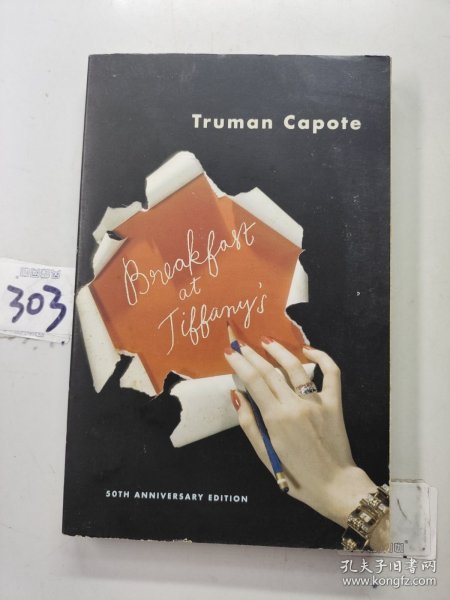 Truman Capote
303
Breakfast
at
Tiffany's
50TH ANNIVERSARY EDITION
孔夫子旧书网
www.kongfz.com